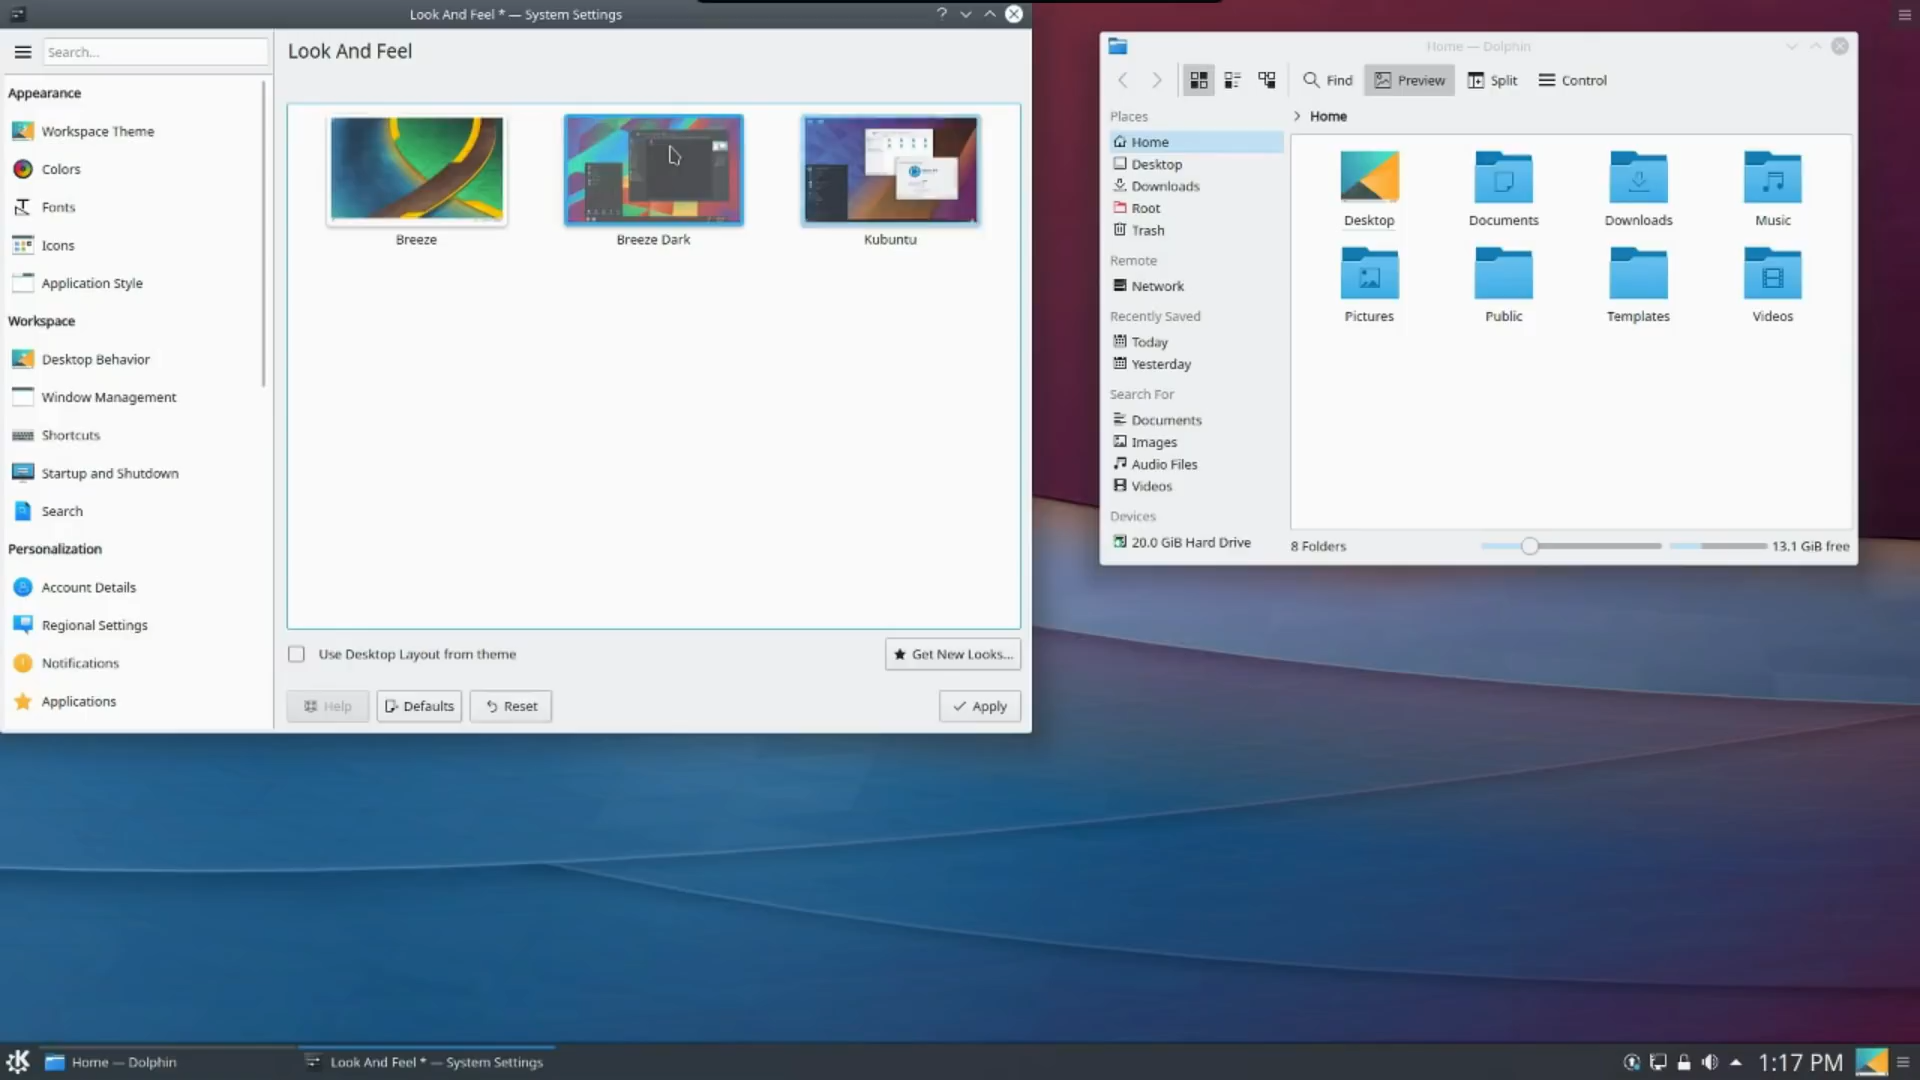 Look And Feel * — System Settings
?
Search...
Look And Feel
Appearance
Workspace Theme
Colors
Fonts
Icons
Application Style
Workspace
Desktop Behavior
Window Management
Shortcuts
Startup and Shutdown
Search
Personalization
Account Details
Regional Settings
Notifications
Applications
Breeze
Breeze Dark
Kubuntu
Use Desktop Layout from theme
Get New Looks...
Help
Defaults
Reset
Apply
Home — Dolphin
Find
Preview
Split
Control
Places
Home
Desktop
Downloads
Root
Trash
Remote
Network
Recently Saved
Today
Yesterday
Search For
Documents
Images
Audio Files
Videos
Devices
20.0 GiB Hard Drive
Home
Desktop
Documents
Downloads
Music
Pictures
Public
Templates
Videos
8 Folders
13.1 GiB free
Home — Dolphin
Look And Feel * — System Settings
1:17 PM